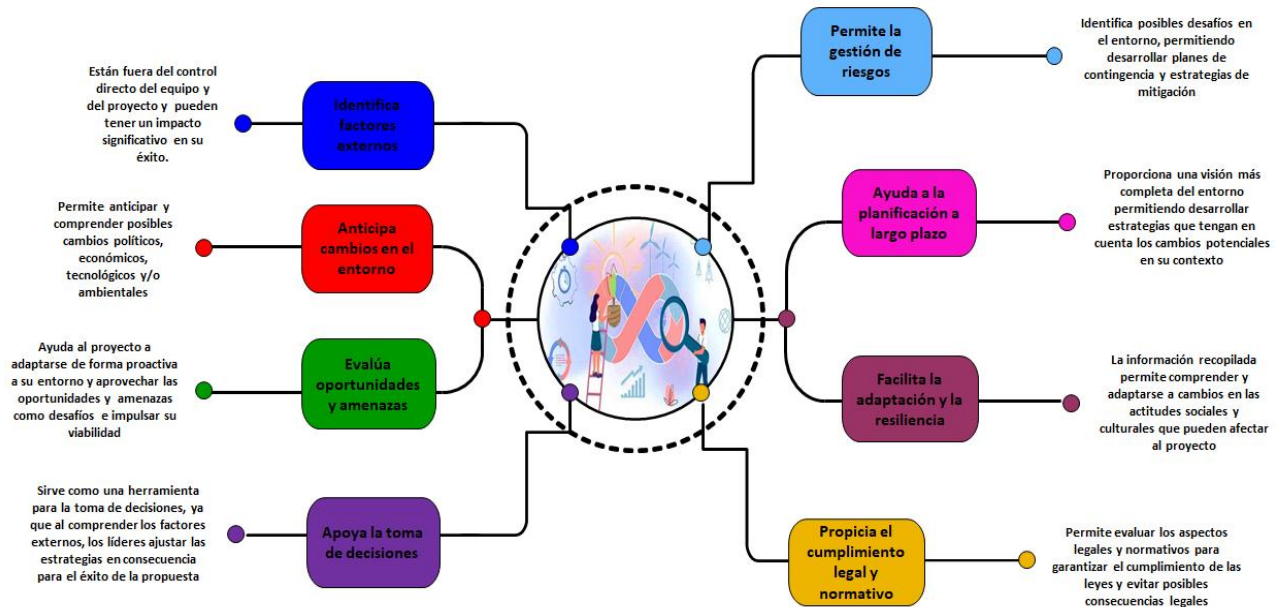 Identifica
factores
externos
Están fuera del control
directo del equipo y
del proyecto y pueden
tener un impacto
significativo en su
éxito.
Anticipa
cambios en el
entorno
Permite anticipar y
comprender posibles
cambios políticos,
económicos,
tecnológicos y/o
ambientales
Evalúa
oportunidades
y amenazas
Ayuda al proyecto a
adaptarse de forma proactiva
a su entorno y aprovechar las
oportunidades y amenazas
como desafíos e impulsar su
viabilidad
Apoya la toma
de decisiones
Sirve como una herramienta
para la toma de decisiones, ya
que al comprender los factores
externos, los líderes ajustar las
estrategias en consecuencia
para el éxito de la propuesta
Permite la
gestión de
riesgos
Identifica posibles desafíos en
el entorno, permitiendo
desarrollar planes de
contingencia y estrategias de
mitigación
Ayuda a la
planificación a
largo plazo
Proporciona una visión más
completa del entorno
permitiendo desarrollar
estrategias que tengan en
cuenta los cambios potenciales
en su contexto
Facilita la
adaptación y la
resiliencia
La información recopilada
permite comprender y
adaptarse a cambios en las
actitudes sociales y
culturales que pueden afectar
al proyecto
Propicia el
cumplimiento
legal y
normativo
Permite evaluar los aspectos
legales y normativos para
garantizar el cumplimiento de las
leyes y evitar posibles
consecuencias legales